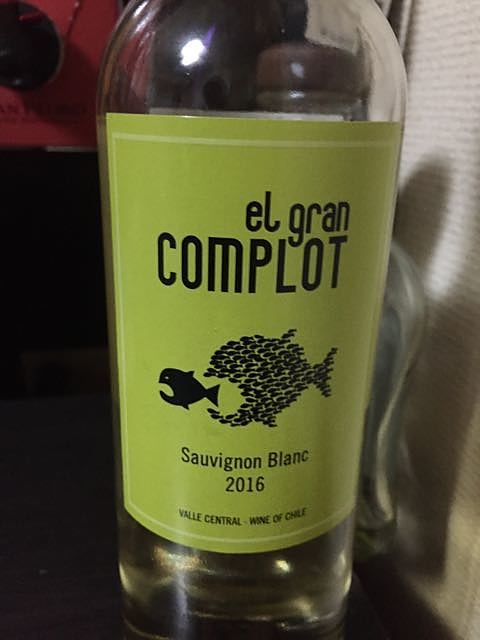 el gran
COMPLOT
Sauvignon Blanc
2016
VALLE CENTRAL - WINE OF CHILE